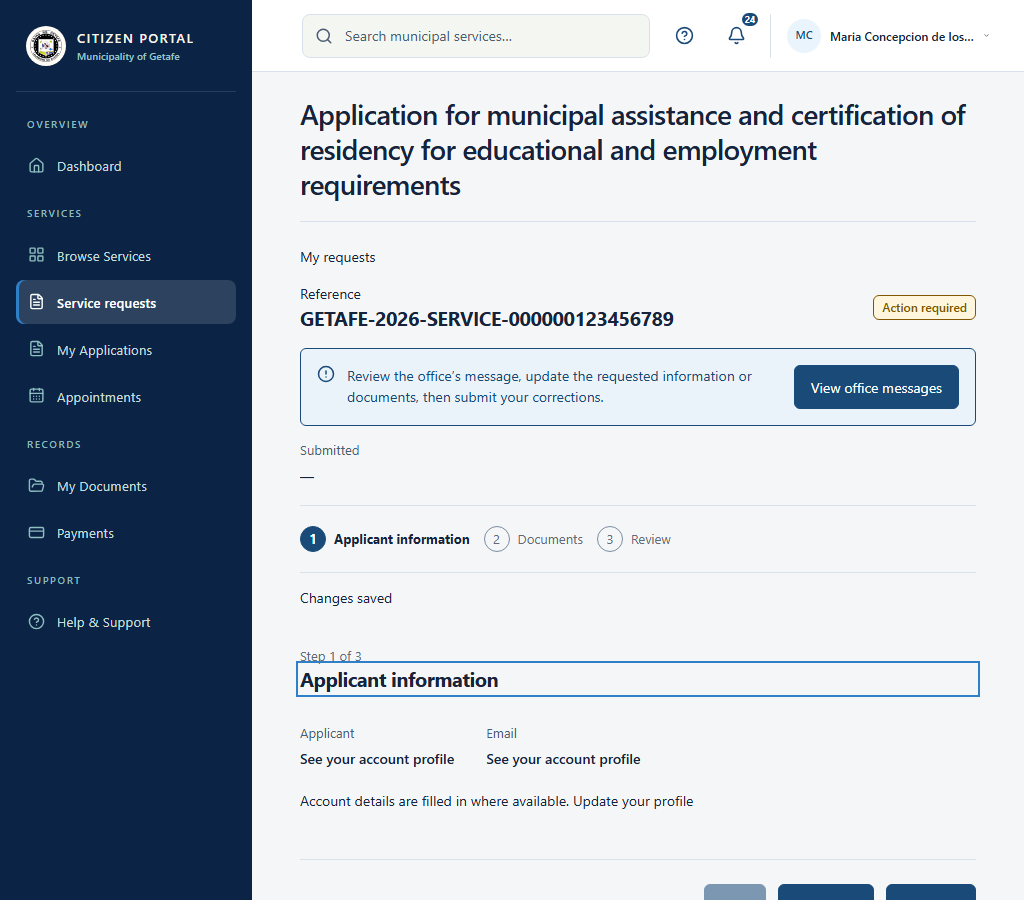 CITIZEN PORTAL
Municipality of Getafe
OVERVIEW
Dashboard
SERVICES
Browse Services
Service requests
My Applications
Appointments
RECORDS
My Documents
Payments
SUPPORT
Help & Support
Search municipal services...
24
MC
Maria Concepcion de los...
Application for municipal assistance and certification of
residency for educational and employment
requirements
My requests
Reference
GETAFE-2026-SERVICE-000000123456789
Action required
Review the office's message, update the requested information or
documents, then submit your corrections.
View office messages
Submitted
—
1 Applicant information 2 Documents 3 Review
Changes saved
Step 1 of 3
Applicant information
Applicant Email
See your account profile See your account profile
Account details are filled in where available. Update your profile